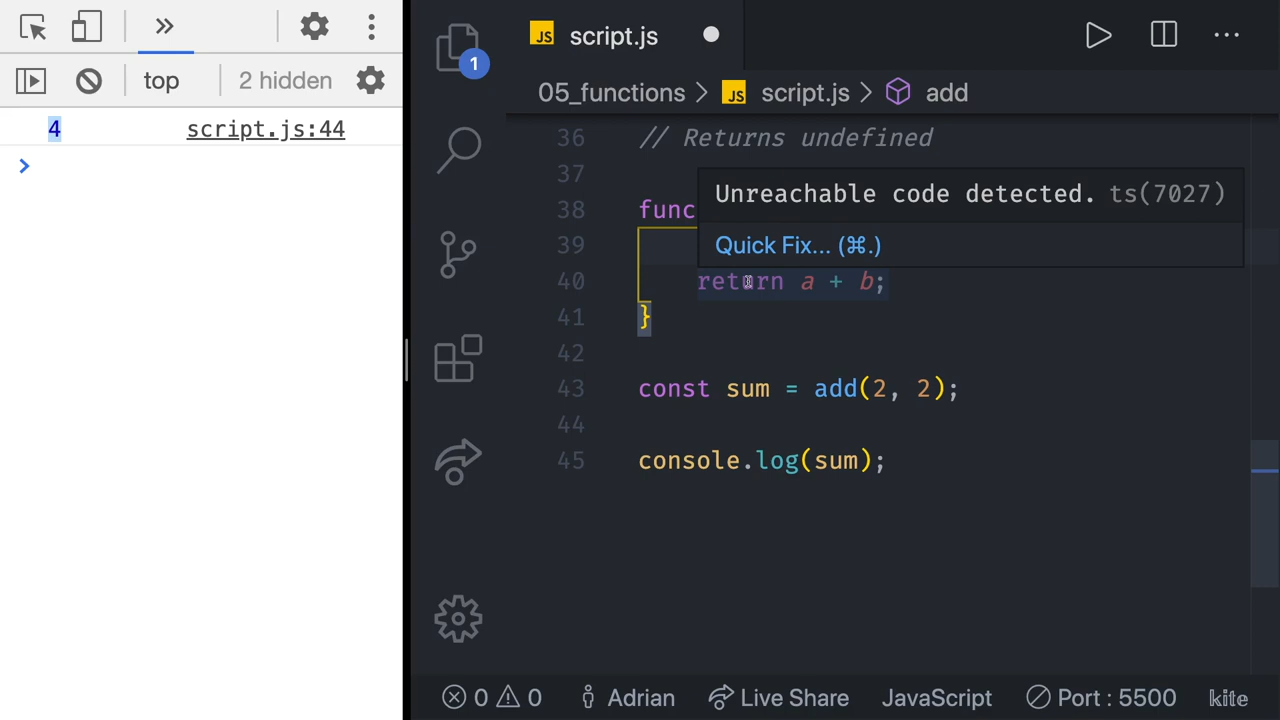 top
2 hidden
4 script.js:44
1
JS script.js
05_functions > JS script.js > add
36 // Returns undefined
37
38 func
39
40 return a + b;
41 }
42
43 const sum = add(2, 2);
44
45 console.log(sum);
Unreachable code detected. ts(7027)
Quick Fix... (⌘.)
0 0 Adrian Live Share JavaScript Port : 5500 kite